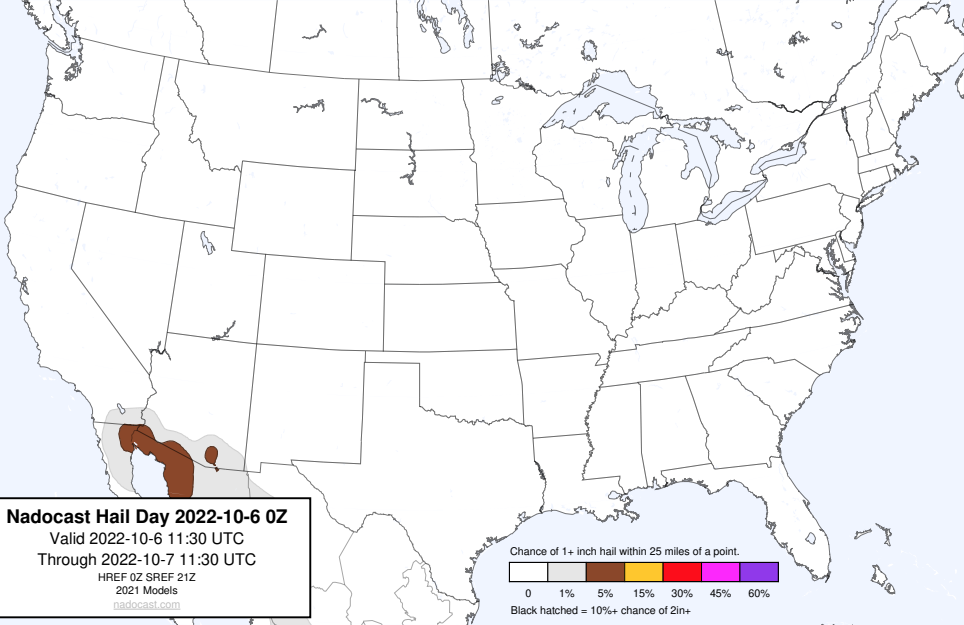 Nadocast Hail Day 2022-10-6 0Z
Valid 2022-10-6 11:30 UTC
Through 2022-10-7 11:30 UTC
HREF 0Z SREF 21Z
2021 Models
nadocast.com
Chance of 1+ inch hail within 25 miles of a point.
0 1% 5% 15% 30% 45% 60%
Black hatched = 10%+ chance of 2in+